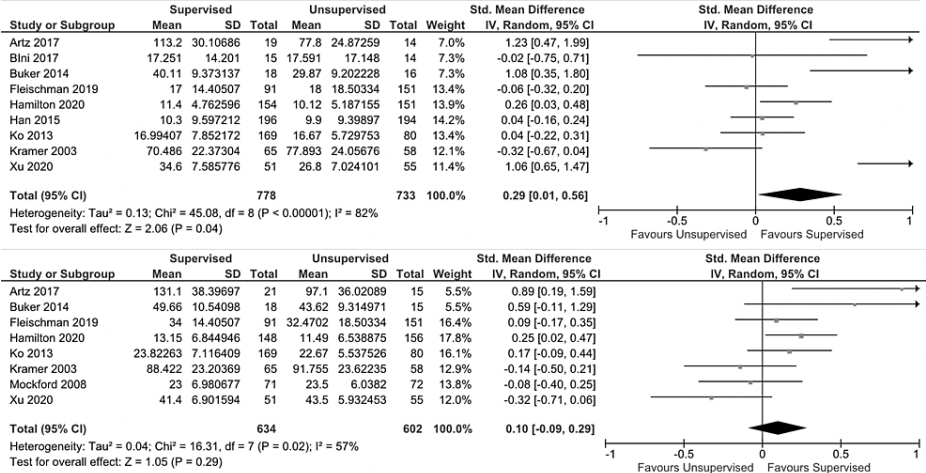 Supervised Unsupervised Std. Mean Difference Std. Mean Difference
Study or Subgroup Mean SD Total Mean SD Total Weight IV, Random, 95% CI IV, Random, 95% CI
Artz 2017 113.2 30.10686 19 77.8 24.87259 14 7.0% 1.23 [0.47, 1.99]
BIni 2017 17.251 14.201 15 17.591 17.148 14 7.3% -0.02 [-0.75, 0.71]
Buker 2014 40.11 9.373137 18 29.87 9.202228 16 7.3% 1.08 [0.35, 1.80]
Fleischman 2019 17 14.40507 91 18 18.50334 151 13.4% -0.06 [-0.32, 0.20]
Hamilton 2020 11.4 4.762596 154 10.12 5.187155 151 13.9% 0.26 [0.03, 0.48]
Han 2015 10.3 9.597212 196 9.9 9.39897 194 14.2% 0.04 [-0.16, 0.24]
Ko 2013 16.99407 7.852172 169 16.67 5.729753 80 13.4% 0.04 [-0.22, 0.31]
Kramer 2003 70.486 22.37304 65 77.893 24.05676 58 12.1% -0.32 [-0.67, 0.04]
Xu 2020 34.6 7.585776 51 26.8 7.024101 55 11.4% 1.06 [0.65, 1.47]
Total (95% CI) 778 733 100.0% 0.29 [0.01, 0.56]
Heterogeneity: Tau² = 0.13; Chi² = 45.08, df = 8 (P < 0.00001); I² = 82%
Test for overall effect: Z = 2.06 (P = 0.04)
-1 -0.5 0 0.5 1
Favours Unsupervised Favours Supervised
Supervised Unsupervised Std. Mean Difference Std. Mean Difference
Study or Subgroup Mean SD Total Mean SD Total Weight IV, Random, 95% CI IV, Random, 95% CI
Artz 2017 131.1 38.39697 21 97.1 36.02089 15 5.5% 0.89 [0.19, 1.59]
Buker 2014 49.66 10.54098 18 43.62 9.314971 15 5.5% 0.59 [-0.11, 1.29]
Fleischman 2019 34 14.40507 91 32.4702 18.50334 151 16.4% 0.09 [-0.17, 0.35]
Hamilton 2020 13.15 6.844946 148 11.49 6.538875 156 18.1% 0.25 [0.02, 0.47]
Ko 2013 23.82263 7.116409 169 22.67 5.537526 80 16.1% 0.17 [-0.09, 0.44]
Kramer 2003 88.422 23.20369 65 91.755 23.62235 58 12.9% -0.14 [-0.50, 0.21]
Mockford 2008 23 6.980677 71 23.5 6.0382 72 13.8% -0.08 [-0.40, 0.25]
Xu 2020 41.4 6.901594 51 43.5 5.932453 55 12.0% -0.32 [-0.71, 0.06]
Total (95% CI) 634 602 100.0% 0.10 [-0.09, 0.29]
Heterogeneity: Tau² = 0.04; Chi² = 16.31, df = 7 (P = 0.02); I² = 57%
Test for overall effect: Z = 1.05 (P = 0.29)
-1 -0.5 0 0.5 1
Favours Unsupervised Favours Supervised